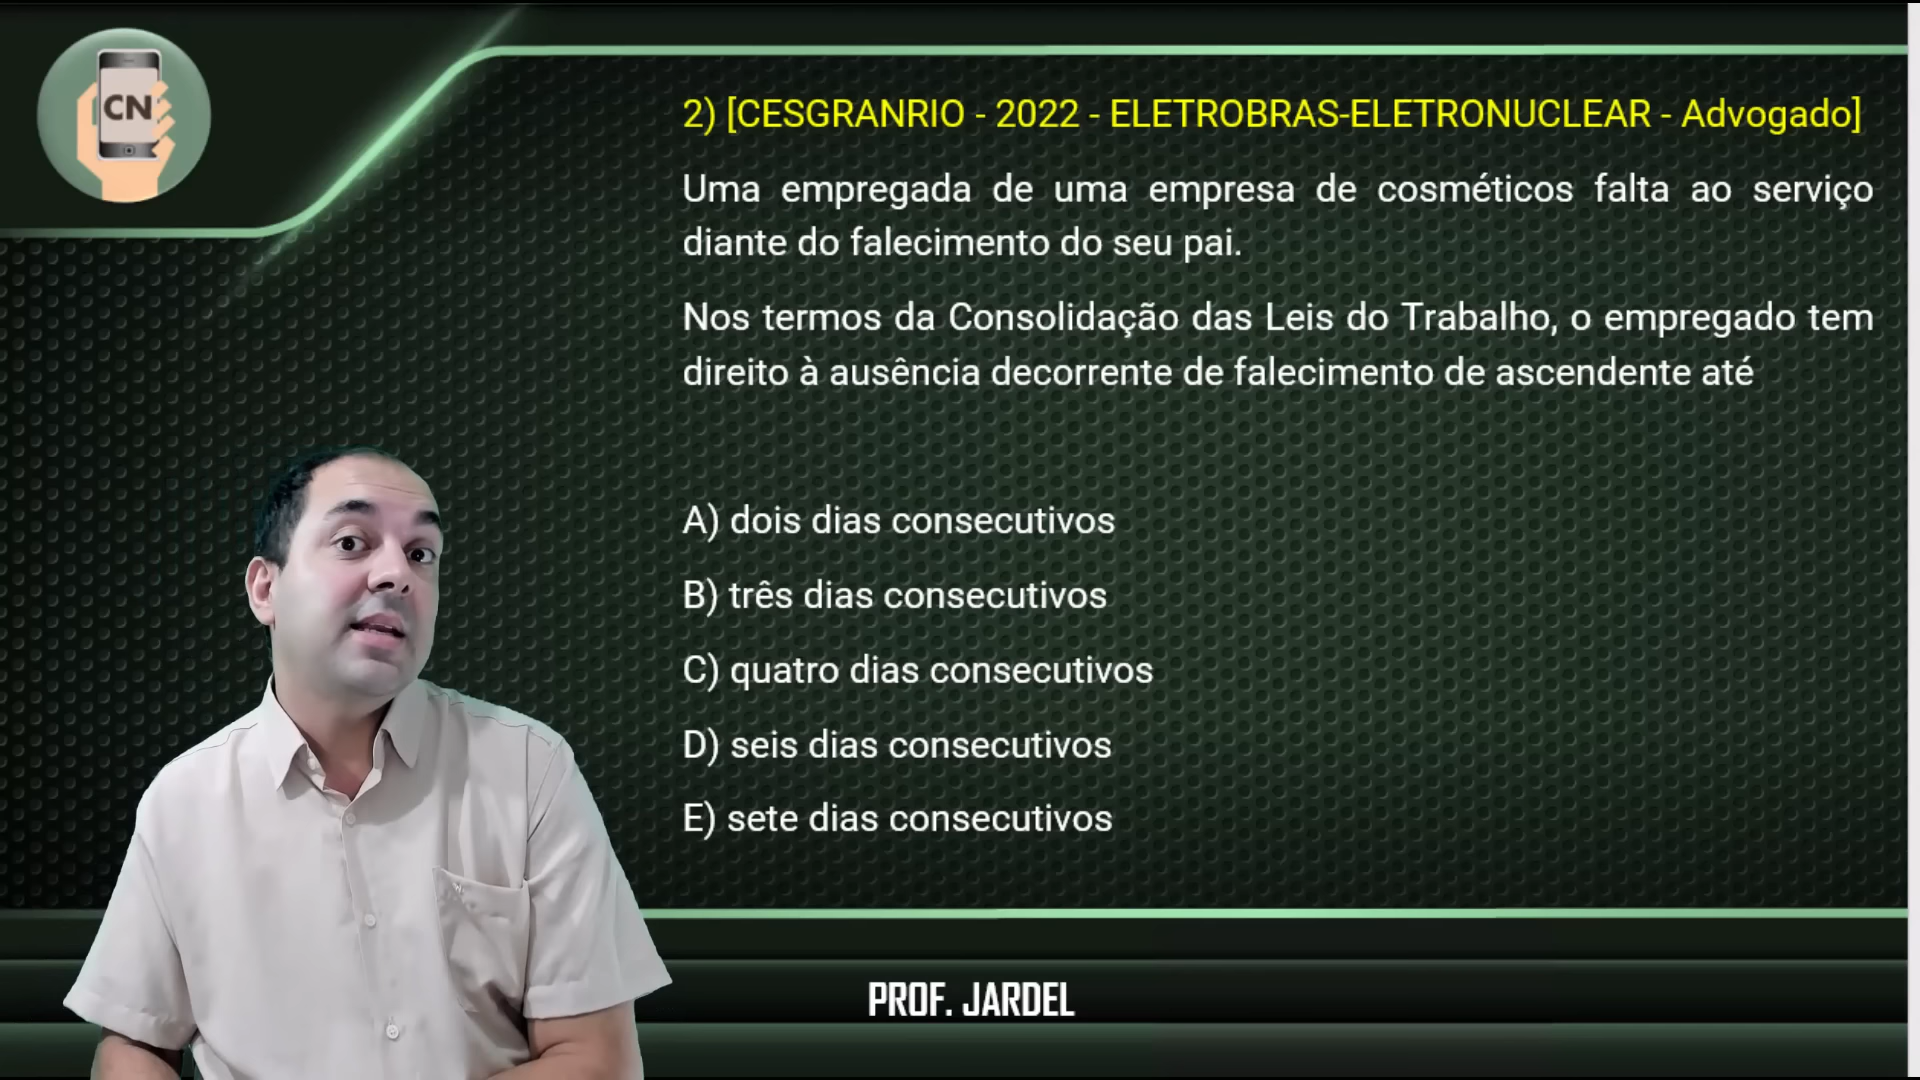 CN
2) [CESGRANRIO - 2022 - ELETROBRAS-ELETRONUCLEAR - Advogado]
Uma empregada de uma empresa de cosméticos falta ao serviço
diante do falecimento do seu pai.
Nos termos da Consolidação das Leis do Trabalho, o empregado tem
direito à ausência decorrente de falecimento de ascendente até
A) dois dias consecutivos
B) três dias consecutivos
C) quatro dias consecutivos
D) seis dias consecutivos
E) sete dias consecutivos
PROF. JARDEL